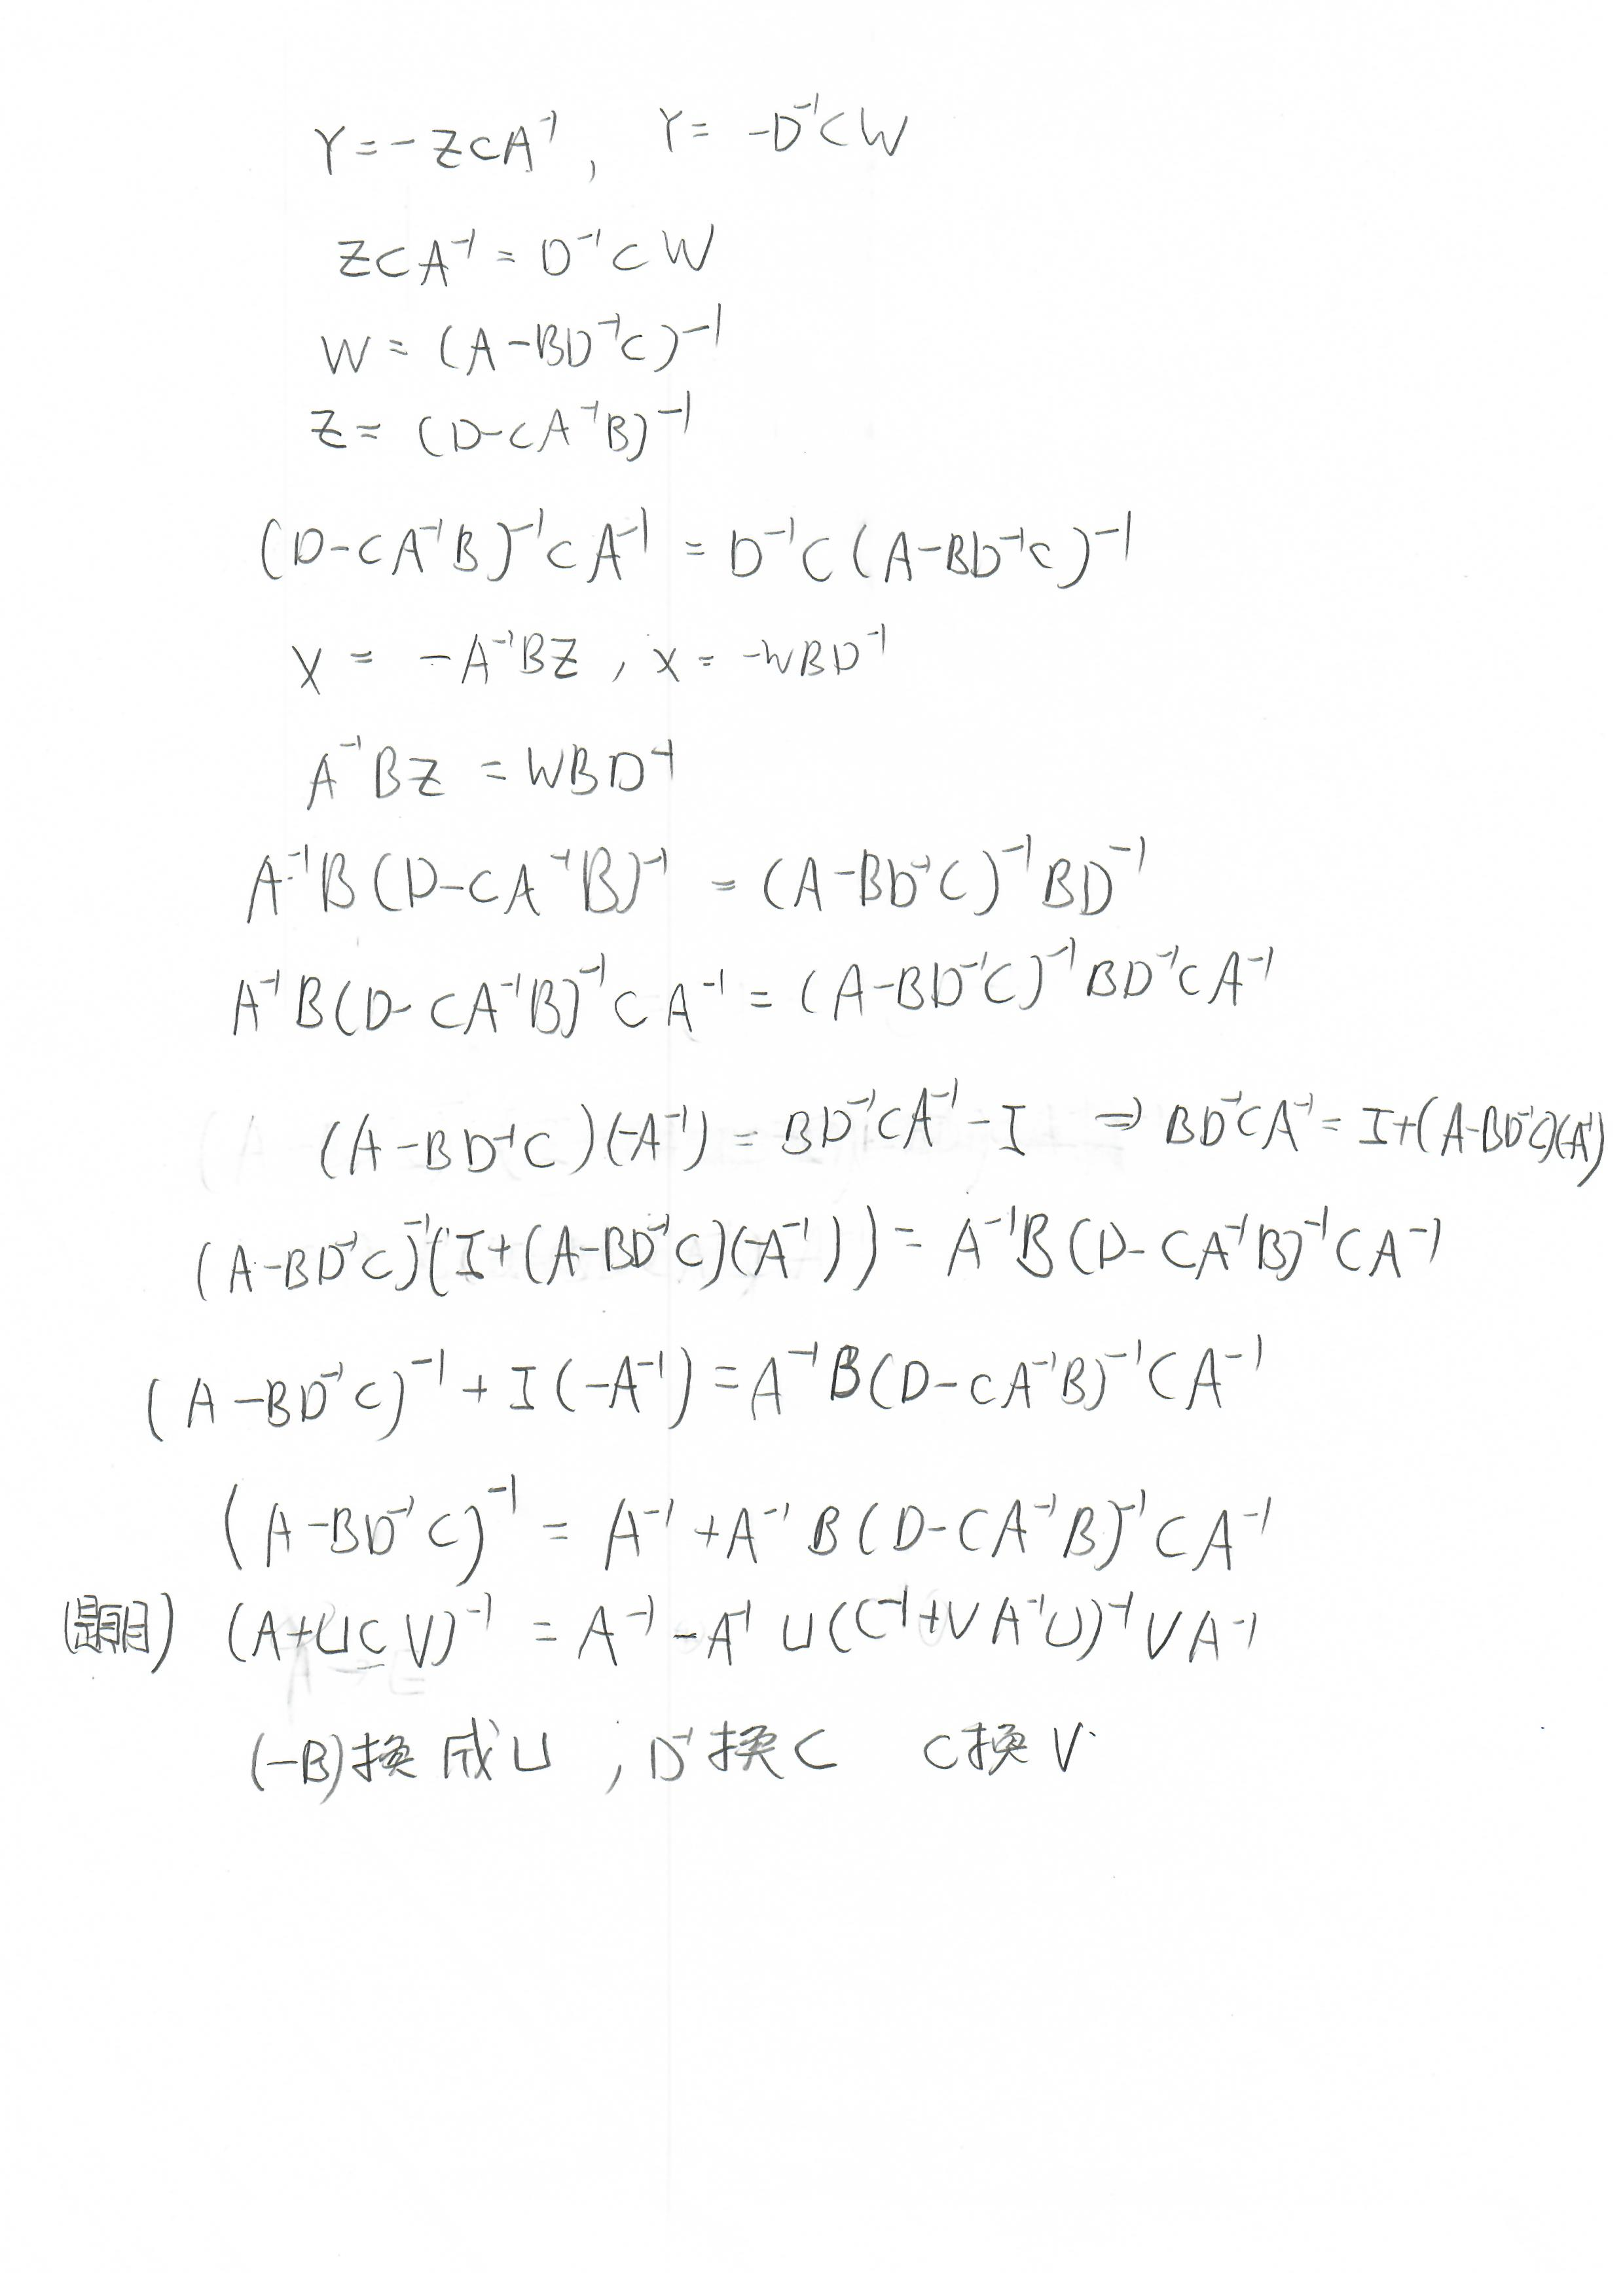 Y = -ZCA⁻¹ , Y = -D⁻¹CW
ZCA⁻¹ = D⁻¹CW
W = (A-BD⁻¹C)⁻¹
Z = (D-CA⁻¹B)⁻¹
(D-CA⁻¹B)⁻¹CA⁻¹ = D⁻¹C(A-BD⁻¹C)⁻¹
X = -A⁻¹BZ , X = -WBD⁻¹
A⁻¹BZ = WBD⁻¹
A⁻¹B(D-CA⁻¹B)⁻¹ = (A-BD⁻¹C)⁻¹BD⁻¹
A⁻¹B(D-CA⁻¹B)⁻¹CA⁻¹ = (A-BD⁻¹C)⁻¹BD⁻¹CA⁻¹
(A-BD⁻¹C)(-A⁻¹) = BD⁻¹CA⁻¹-I ⇒ BD⁻¹CA⁻¹ = I+(A-BD⁻¹C)(-A⁻¹)
(A-BD⁻¹C)⁻¹(I+(A-BD⁻¹C)(-A⁻¹)) = A⁻¹B(D-CA⁻¹B)⁻¹CA⁻¹
(A-BD⁻¹C)⁻¹+I(-A⁻¹) = A⁻¹B(D-CA⁻¹B)⁻¹CA⁻¹
(A-BD⁻¹C)⁻¹ = A⁻¹+A⁻¹B(D-CA⁻¹B)⁻¹CA⁻¹
(題目) (A+UCV)⁻¹ = A⁻¹-A⁻¹U(C⁻¹+VA⁻¹U)⁻¹VA⁻¹
(-B)換成U , D⁻¹換C C換V